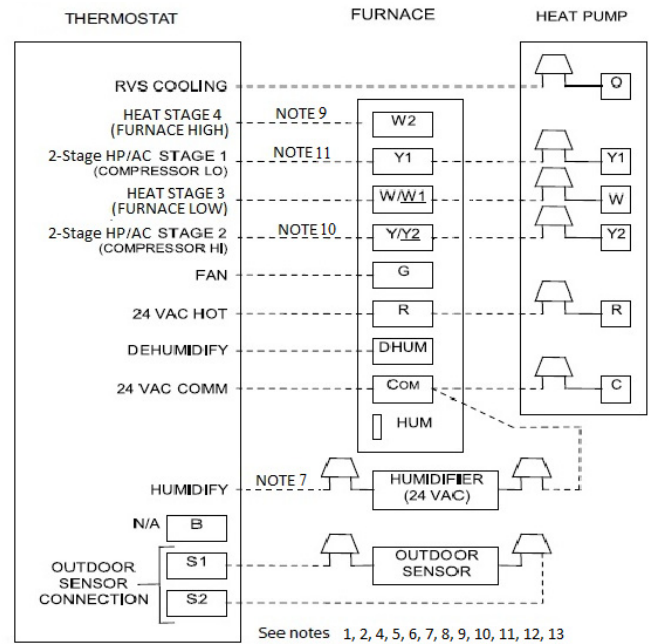 THERMOSTAT
FURNACE
HEAT PUMP
RVS COOLING
O
HEAT STAGE 4
(FURNACE HIGH)
NOTE 9
W2
2-Stage HP/AC STAGE 1
(COMPRESSOR LO)
NOTE 11
Y1
Y1
HEAT STAGE 3
(FURNACE LOW)
W/W1
W
2-Stage HP/AC STAGE 2
(COMPRESSOR HI)
NOTE 10
Y/Y2
Y2
FAN
G
24 VAC HOT
R
R
DEHUMIDIFY
DHUM
24 VAC COMM
COM
C
HUM
HUMIDIFY
NOTE 7
HUMIDIFIER
(24 VAC)
N/A
B
OUTDOOR
SENSOR
CONNECTION
S1
S2
OUTDOOR
SENSOR
See notes 1, 2, 4, 5, 6, 7, 8, 9, 10, 11, 12, 13